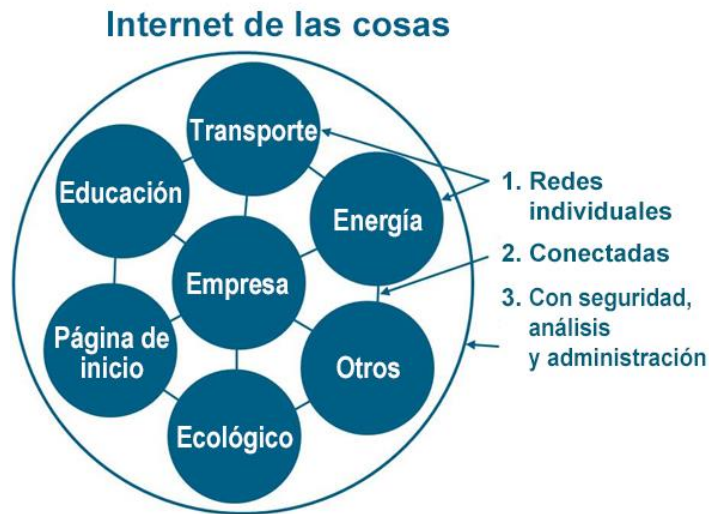 Internet de las cosas
Transporte
Educación
Energía
Empresa
Página de
inicio
Otros
Ecológico
1. Redes
individuales
2. Conectadas
3. Con seguridad,
análisis
y administración